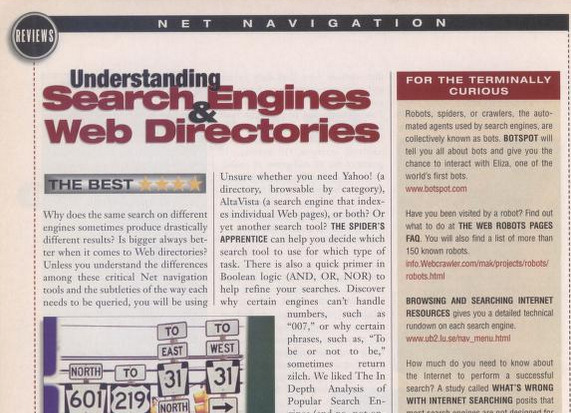 REVIEWS
NET NAVIGATION
Understanding
Search Engines
&
Web Directories
THE BEST
Why does the same search on different
engines sometimes produce drastically
different results? Is bigger always bet-
ter when it comes to Web directories?
Unless you understand the differences
among these critical Net navigation
tools and the subtleties of the way each
needs to be queried, you will be using
Unsure whether you need Yahoo! (a
directory, browsable by category),
AltaVista (a search engine that index-
es individual Web pages), or both? Or
yet another search tool? THE SPIDER'S
APPRENTICE can help you decide which
search tool to use for which type of
task. There is also a quick primer in
Boolean logic (AND, OR, NOR) to
help refine your searches. Discover
why certain engines can't handle
numbers, such as
"007," or why certain
phrases, such as, "To
be or not to be,"
sometimes return
zilch. We liked The In
Depth Analysis of
Popular Search En-
TO
TO
EAST
WEST
NORTH
TO
31
31
601
219
NORTH
FOR THE TERMINALLY
CURIOUS
Robots, spiders, or crawlers, the auto-
mated agents used by search engines, are
collectively known as bots. BOTSPOT will
tell you all about bots and give you the
chance to interact with Eliza, one of the
world's first bots.
www.botspot.com
Have you been visited by a robot? Find out
what to do at THE WEB ROBOTS PAGES
FAQ. You will also find a list of more than
150 known robots.
info.Webcrawler.com/mak/projects/robots/
robots.html
BROWSING AND SEARCHING INTERNET
RESOURCES gives you a detailed technical
rundown on each search engine.
www.ub2.lu.se/nav_menu.html
How much do you need to know about
the Internet to perform a successful
search? A study called WHAT'S WRONG
WITH INTERNET SEARCHING posits that
most search engines are not designed for